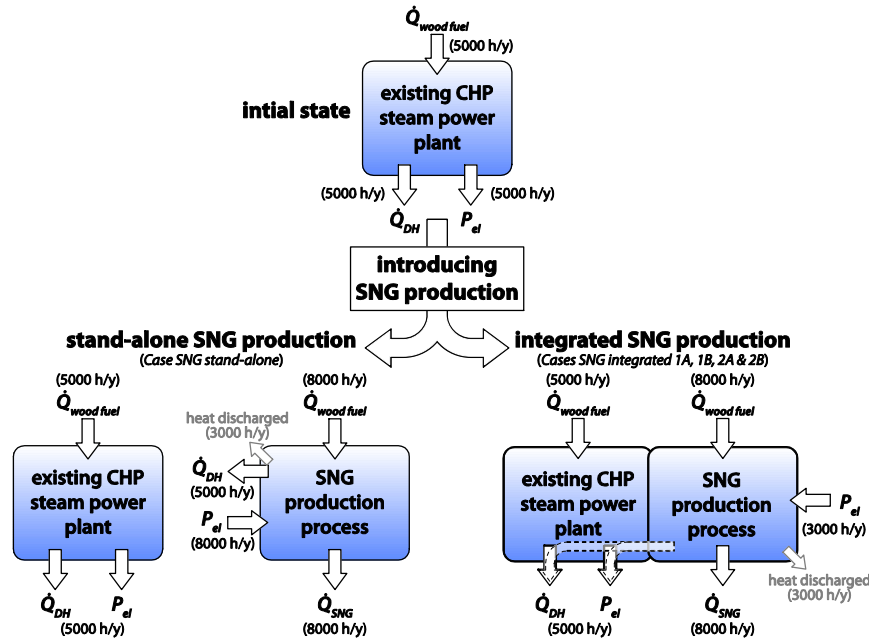 Q̇wood fuel
(5000 h/y)
existing CHP
steam power
plant
intial state
(5000 h/y)
(5000 h/y)
Q̇DH
Pel
introducing
SNG production
stand-alone SNG production
(Case SNG stand-alone)
integrated SNG production
(Cases SNG integrated 1A, 1B, 2A & 2B)
(5000 h/y)
Q̇wood fuel
existing CHP
steam power
plant
Q̇DH
Pel
(5000 h/y)
(8000 h/y)
Q̇wood fuel
heat discharged
(3000 h/y)
Q̇DH
(5000 h/y)
Pel
(8000 h/y)
SNG
production
process
Q̇SNG
(8000 h/y)
(5000 h/y)
Q̇wood fuel
existing CHP
steam power
plant
Q̇DH
Pel
(5000 h/y)
(8000 h/y)
Q̇wood fuel
SNG
production
process
Pel
(3000 h/y)
heat discharged
(3000 h/y)
Q̇SNG
(8000 h/y)